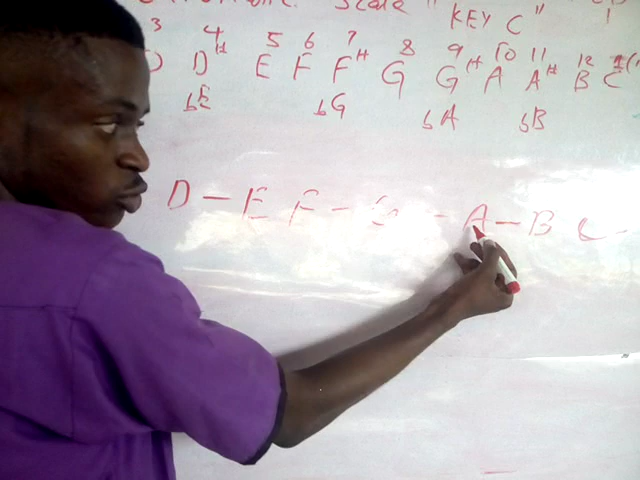 Scale " KEY C "
3 4 5 6 7 8 9 10 11 12
D D# E F F# G G# A A# B C
bE bG bA bB
D - E F - G - A - B C -